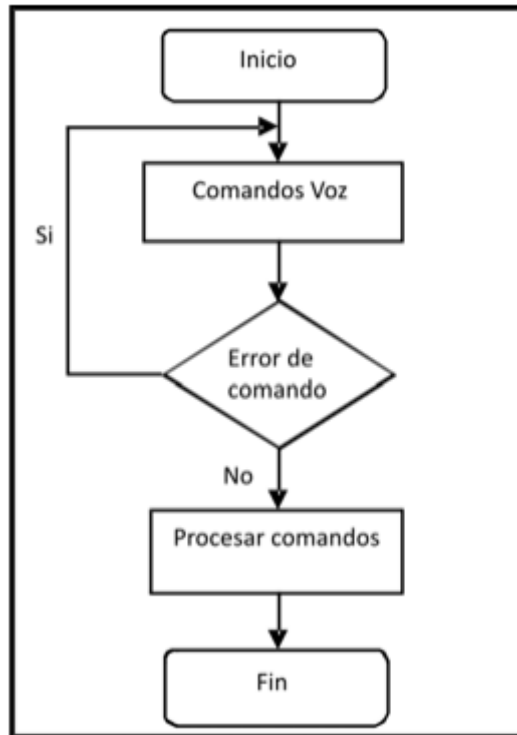 Inicio
Comandos Voz
Si
Error de
comando
No
Procesar comandos
Fin